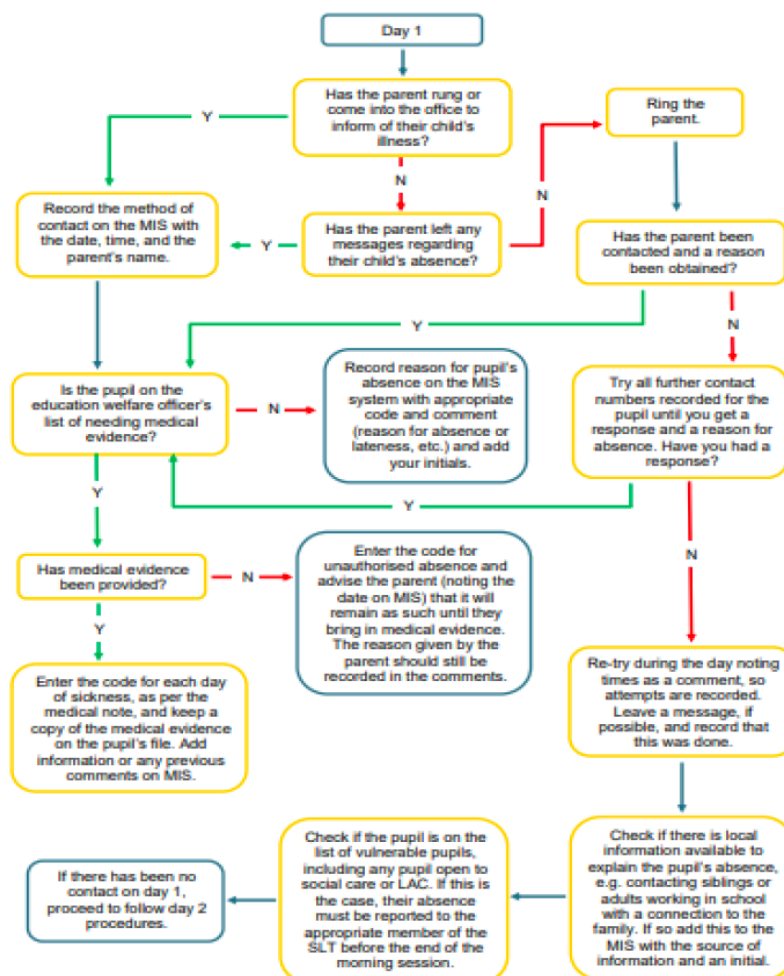 Day 1
Has the parent rung or
come into the office to
inform of their child's
illness?
Ring the
parent.
Y
N
N
Record the method of
contact on the MIS with
the date, time, and the
parent's name.
Y
Has the parent left any
messages regarding
their child's absence?
Has the parent been
contacted and a reason
been obtained?
Y
N
Is the pupil on the
education welfare officer's
list of needing medical
evidence?
N
Record reason for pupil's
absence on the MIS
system with appropriate
code and comment
(reason for absence or
lateness, etc.) and add
your initials.
Try all further contact
numbers recorded for the
pupil until you get a
response and a reason for
absence. Have you had a
response?
Y
Y
N
Has medical evidence
been provided?
N
Enter the code for
unauthorised absence and
advise the parent (noting
the date on MIS) that it will
remain as such until they
bring in medical evidence.
The reason given by the
parent should still be
recorded in the comments.
Y
Enter the code for each day
of sickness, as per the
medical note, and keep a
copy of the medical evidence
on the pupil's file. Add
information or any previous
comments on MIS.
Re-try during the day noting
times as a comment, so
attempts are recorded.
Leave a message, if
possible, and record that
this was done.
If there has been no
contact on day 1,
proceed to follow day 2
procedures.
Check if the pupil is on the
list of vulnerable pupils,
including any pupil open to
social care or LAC. If this is
the case, their absence
must be reported to the
appropriate member of the
SLT before the end of the
morning session.
Check if there is local
information available to
explain the pupil's absence,
e.g. contacting siblings or
adults working in school
with a connection to the
family. If so add this to the
MIS with the source of
information and an initial.